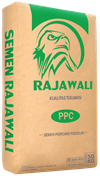 SEMEN RAJAWALI
RAJAWALI
KUALITAS TERJAMIN
PPC
SEMEN PORTLAND POZOLAN